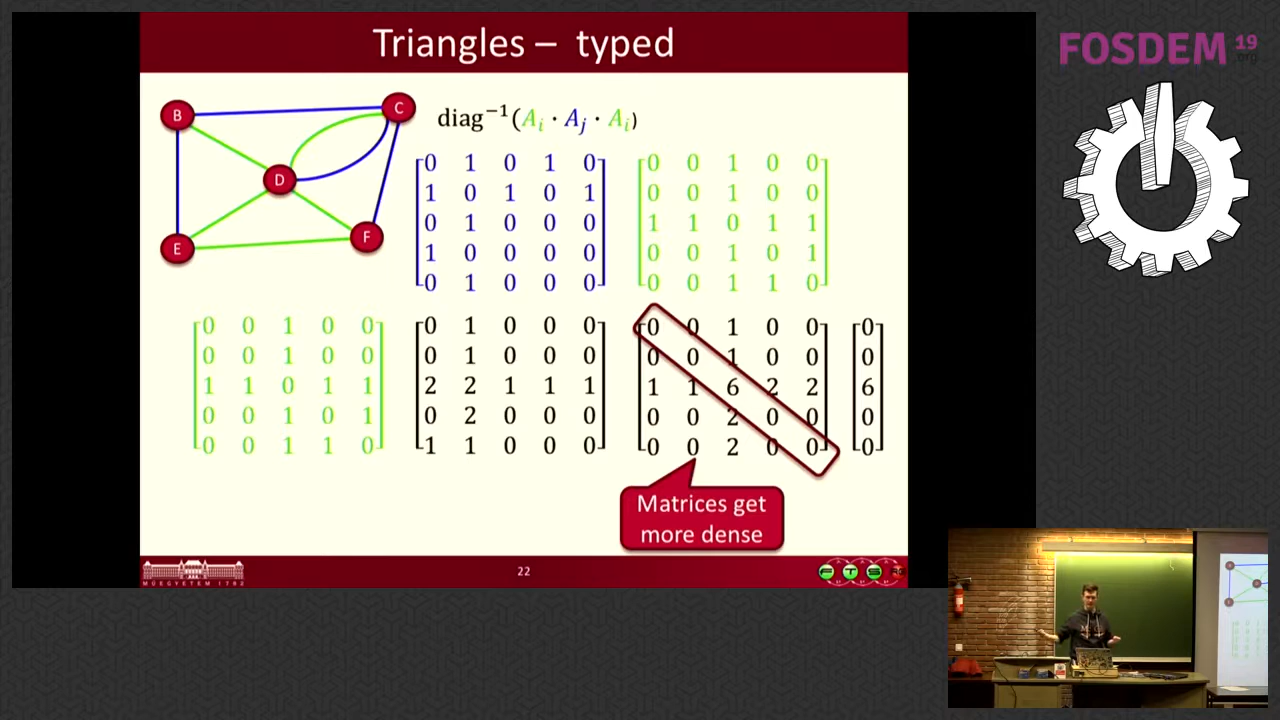 Triangles – typed
FOSDEM 19
.org
B
C
D
E
F
diag⁻¹(Aᵢ · Aⱼ · Aᵢ)
0 1 0 1 0
1 0 1 0 1
0 1 0 0 0
1 0 0 0 0
0 1 0 0 0
0 0 1 0 0
0 0 1 0 0
1 1 0 1 1
0 0 1 0 1
0 0 1 1 0
0 0 1 0 0
0 0 1 0 0
1 1 0 1 1
0 0 1 0 1
0 0 1 1 0
0 1 0 0 0
0 1 0 0 0
2 2 1 1 1
0 2 0 0 0
1 1 0 0 0
0 0 1 0 0
0 0 1 0 0
1 1 6 2 2
0 0 2 0 0
0 0 2 0 0
0
0
6
0
0
Matrices get
more dense
MŰEGYETEM 1782
22
FTSRG